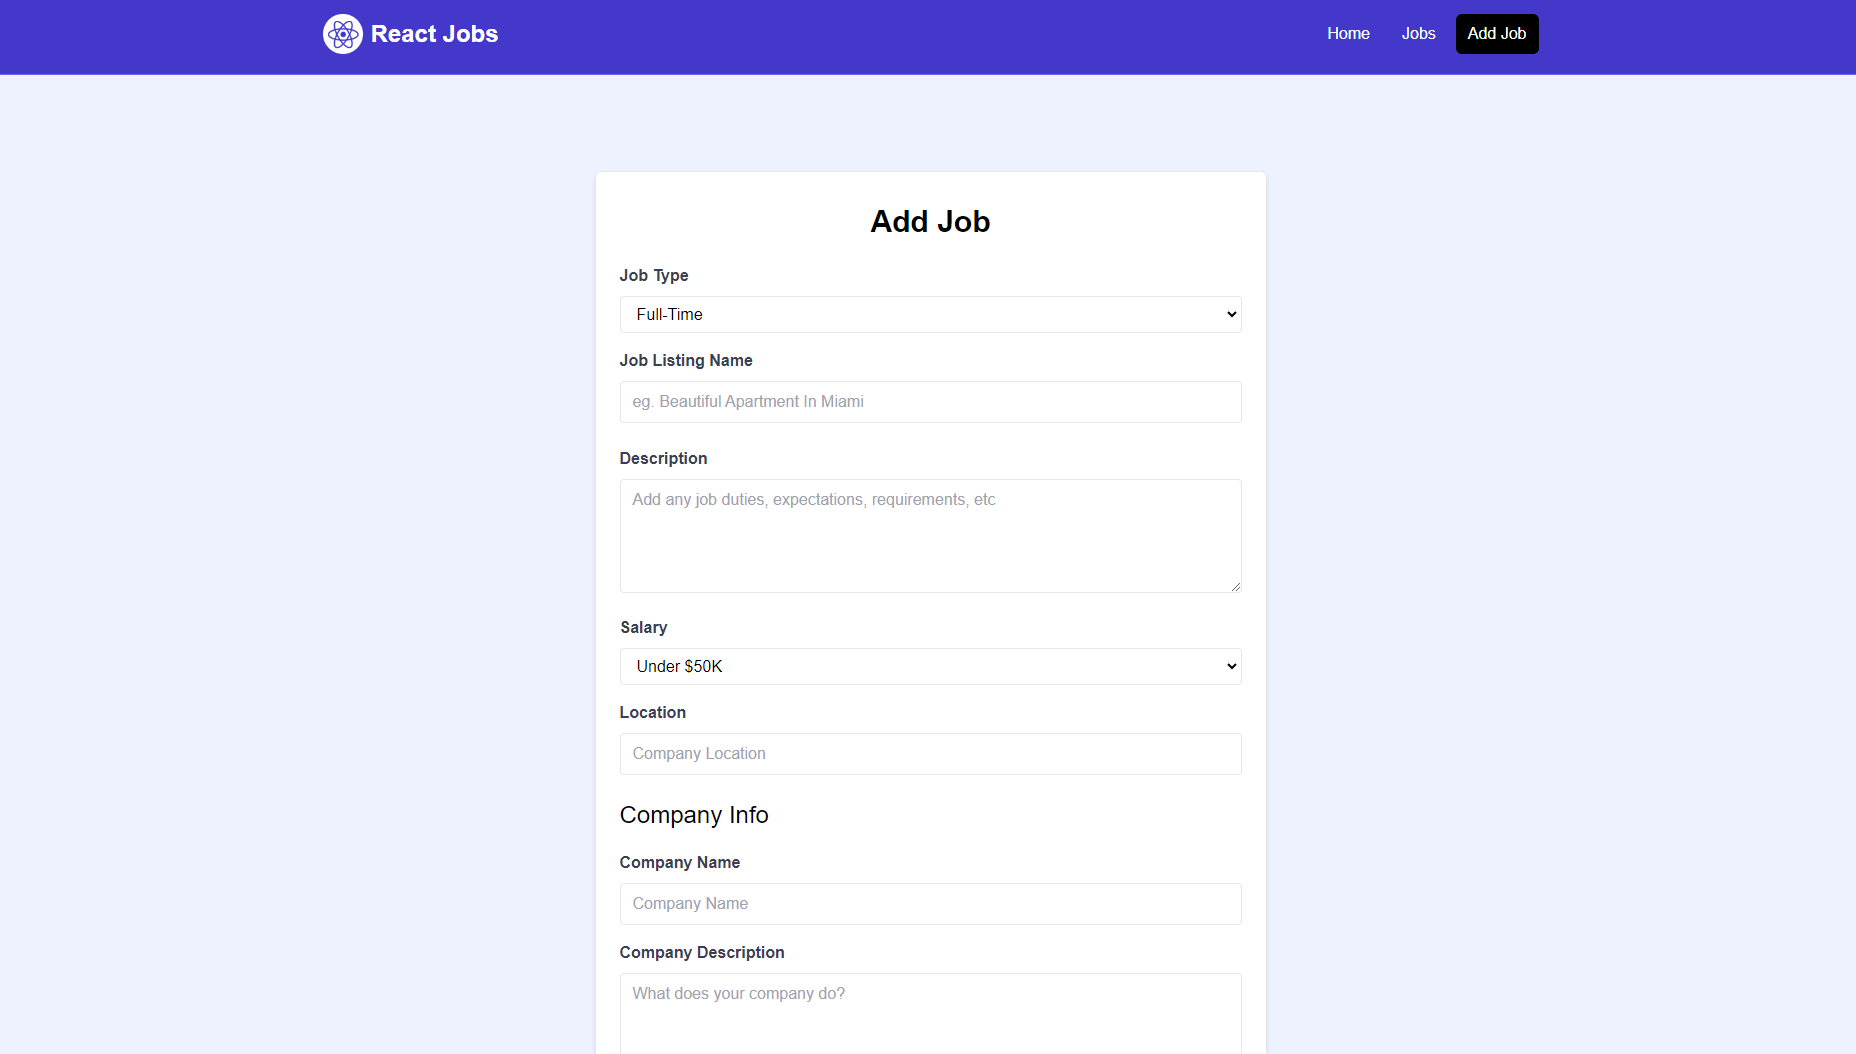 React Jobs
Home
Jobs
Add Job
Add Job
Job Type
Full-Time
Job Listing Name
eg. Beautiful Apartment In Miami
Description
Add any job duties, expectations, requirements, etc
Salary
Under $50K
Location
Company Location
Company Info
Company Name
Company Name
Company Description
What does your company do?